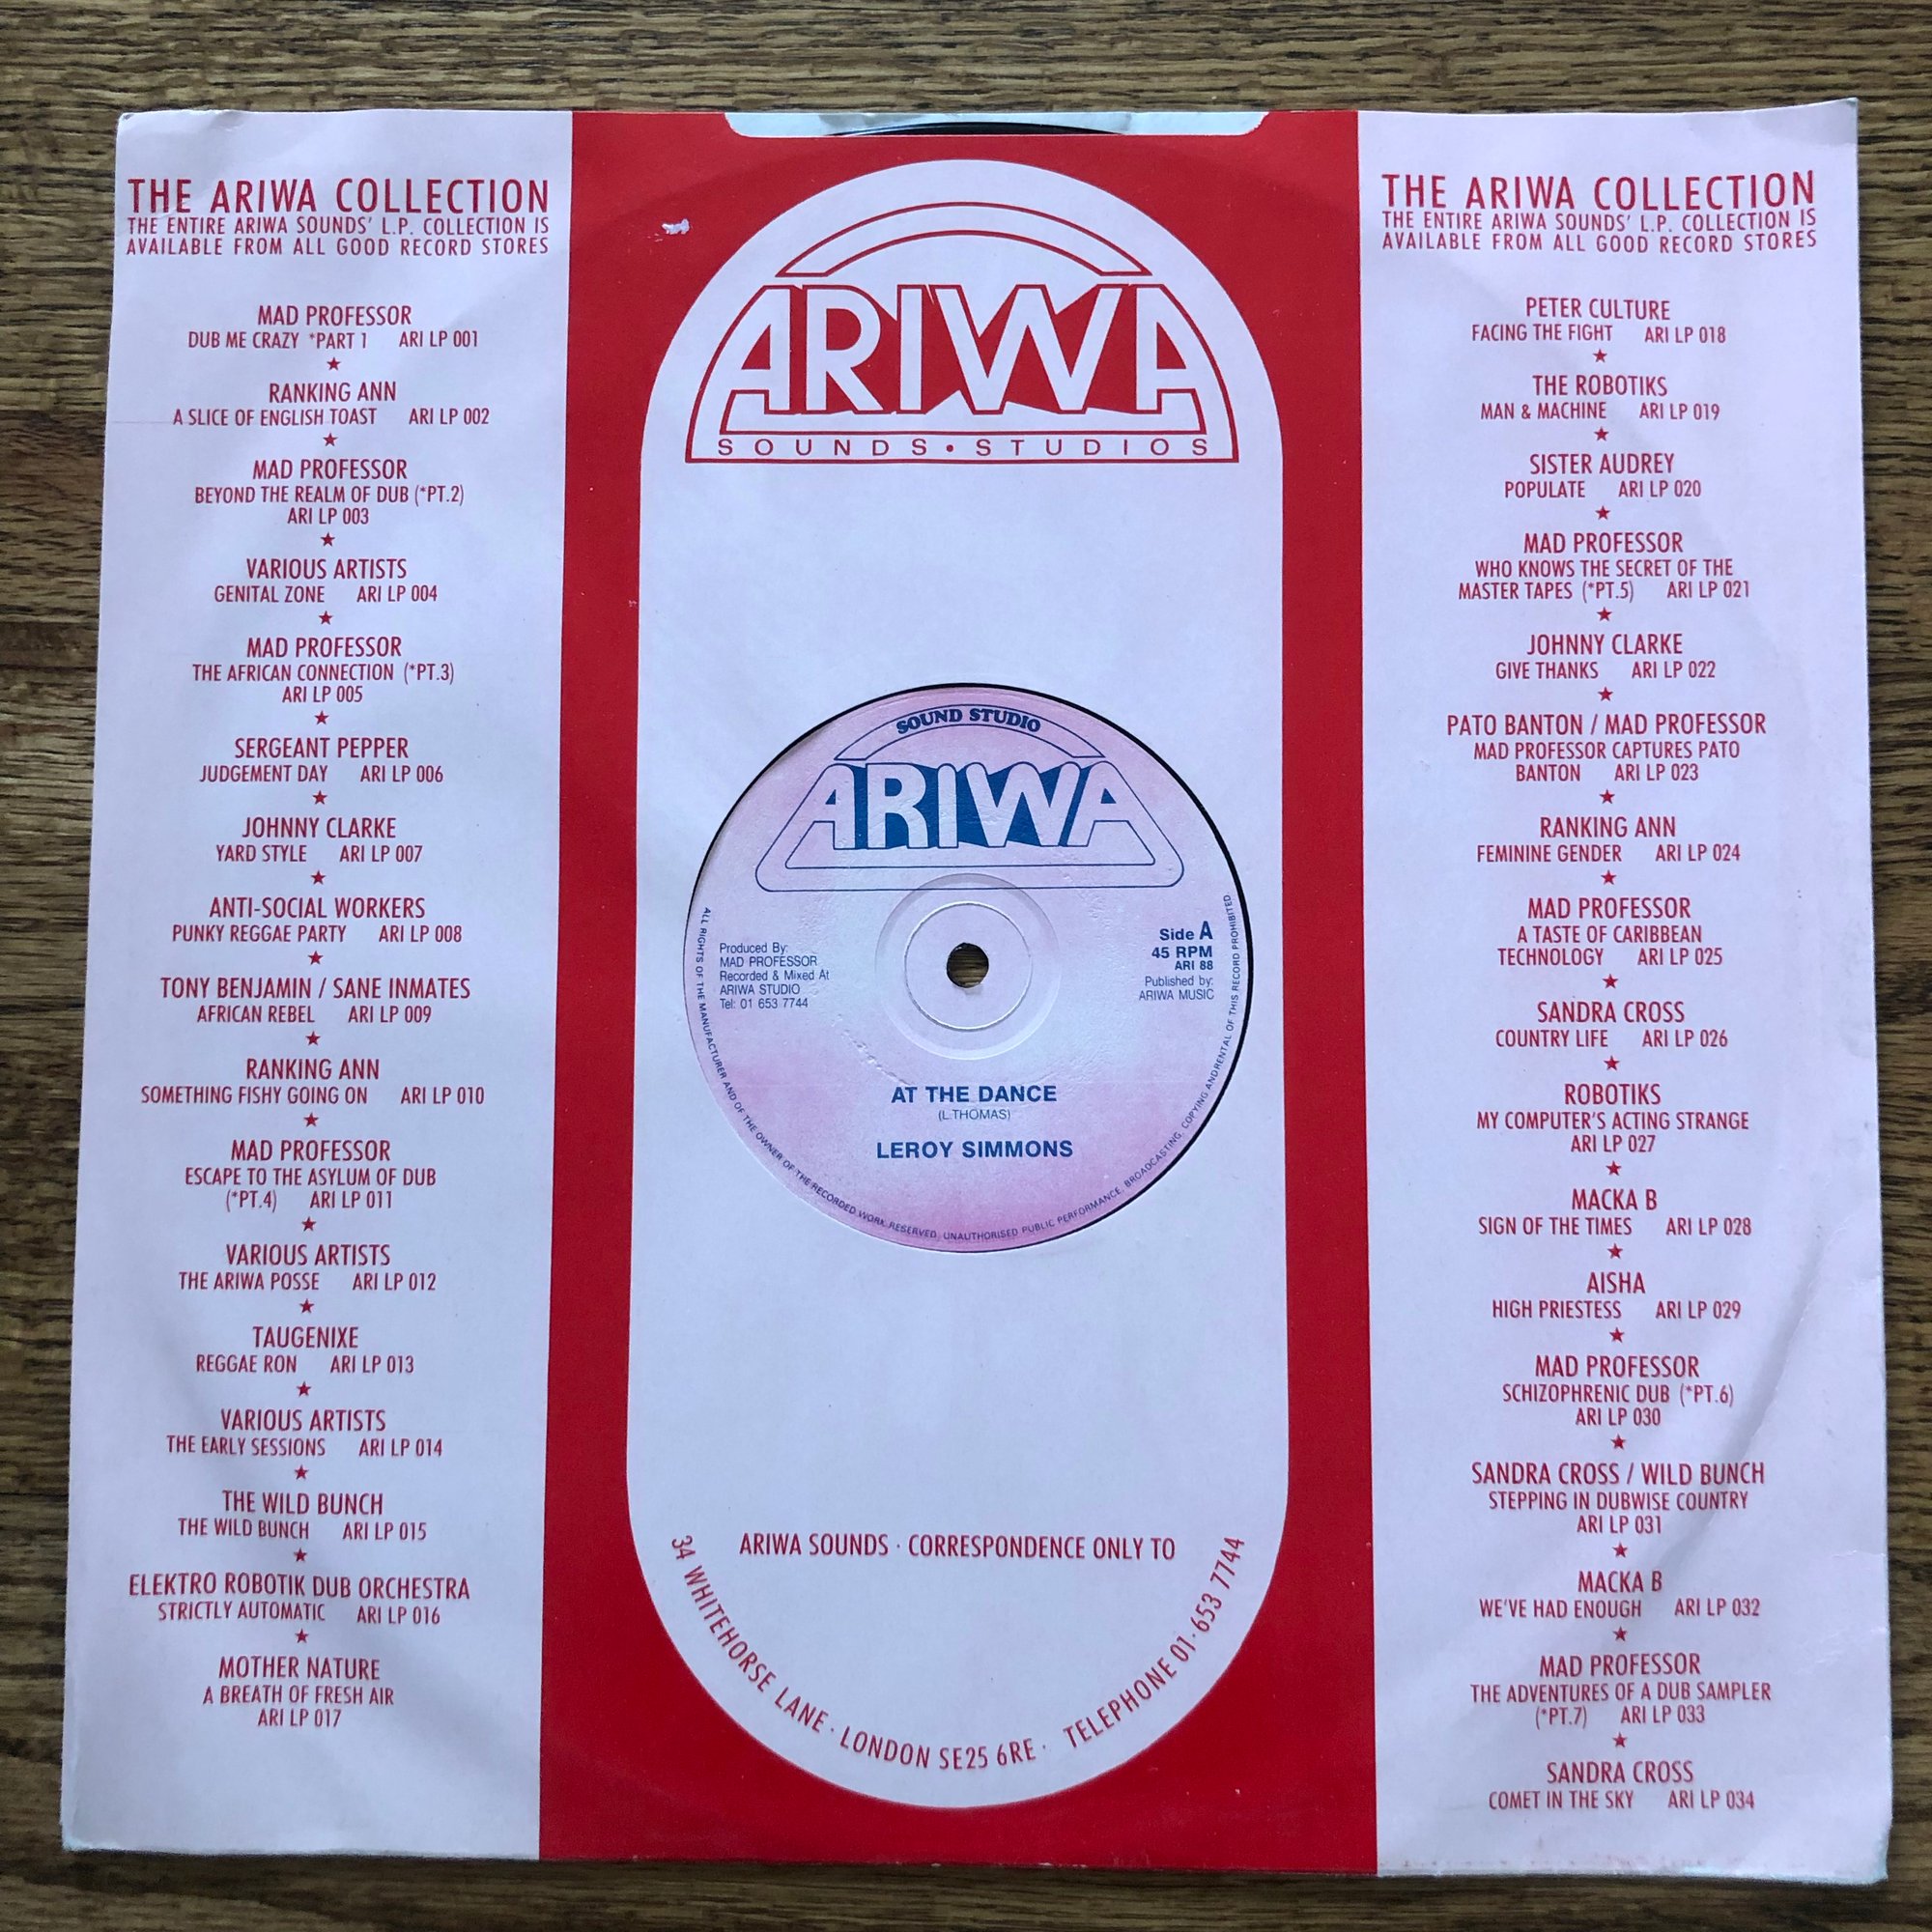 THE ARIWA COLLECTION
THE ENTIRE ARIWA SOUNDS' L.P. COLLECTION IS
AVAILABLE FROM ALL GOOD RECORD STORES
MAD PROFESSOR
DUB ME CRAZY *PART 1 ARI LP 001
★
RANKING ANN
A SLICE OF ENGLISH TOAST ARI LP 002
★
MAD PROFESSOR
BEYOND THE REALM OF DUB (*PT.2)
ARI LP 003
★
VARIOUS ARTISTS
GENITAL ZONE ARI LP 004
★
MAD PROFESSOR
THE AFRICAN CONNECTION (*PT.3)
ARI LP 005
★
SERGEANT PEPPER
JUDGEMENT DAY ARI LP 006
★
JOHNNY CLARKE
YARD STYLE ARI LP 007
★
ANTI-SOCIAL WORKERS
PUNKY REGGAE PARTY ARI LP 008
★
TONY BENJAMIN / SANE INMATES
AFRICAN REBEL ARI LP 009
★
RANKING ANN
SOMETHING FISHY GOING ON ARI LP 010
★
MAD PROFESSOR
ESCAPE TO THE ASYLUM OF DUB
(*PT.4) ARI LP 011
★
VARIOUS ARTISTS
THE ARIWA POSSE ARI LP 012
★
TAUGENIXE
REGGAE RON ARI LP 013
★
VARIOUS ARTISTS
THE EARLY SESSIONS ARI LP 014
★
THE WILD BUNCH
THE WILD BUNCH ARI LP 015
★
ELEKTRO ROBOTIK DUB ORCHESTRA
STRICTLY AUTOMATIC ARI LP 016
★
MOTHER NATURE
A BREATH OF FRESH AIR
ARI LP 017
ARIWA
SOUNDS • STUDIOS
SOUND STUDIO
ARIWA
Produced By:
MAD PROFESSOR
Recorded & Mixed At
ARIWA STUDIO
Tel: 01 653 7744
Side A
45 RPM
ARI 88
Published by:
ARIWA MUSIC
AT THE DANCE
(L.THOMAS)
LEROY SIMMONS
ALL RIGHTS OF THE MANUFACTURER AND OF THE OWNER OF THE RECORDED WORK RESERVED. UNAUTHORISED PUBLIC PERFORMANCE, BROADCASTING, COPYING ANDRENTAL OF THIS RECORD PROHIBITED
ARIWA SOUNDS · CORRESPONDENCE ONLY TO
34 WHITEHORSE LANE · LONDON SE25 6RE · TELEPHONE 01·653 7744
THE ARIWA COLLECTION
THE ENTIRE ARIWA SOUNDS' L.P. COLLECTION IS
AVAILABLE FROM ALL GOOD RECORD STORES
PETER CULTURE
FACING THE FIGHT ARI LP 018
★
THE ROBOTIKS
MAN & MACHINE ARI LP 019
★
SISTER AUDREY
POPULATE ARI LP 020
★
MAD PROFESSOR
WHO KNOWS THE SECRET OF THE
MASTER TAPES (*PT.5) ARI LP 021
★
JOHNNY CLARKE
GIVE THANKS ARI LP 022
★
PATO BANTON / MAD PROFESSOR
MAD PROFESSOR CAPTURES PATO
BANTON ARI LP 023
★
RANKING ANN
FEMININE GENDER ARI LP 024
★
MAD PROFESSOR
A TASTE OF CARIBBEAN
TECHNOLOGY ARI LP 025
★
SANDRA CROSS
COUNTRY LIFE ARI LP 026
★
ROBOTIKS
MY COMPUTER'S ACTING STRANGE
ARI LP 027
★
MACKA B
SIGN OF THE TIMES ARI LP 028
★
AISHA
HIGH PRIESTESS ARI LP 029
★
MAD PROFESSOR
SCHIZOPHRENIC DUB (*PT.6)
ARI LP 030
★
SANDRA CROSS / WILD BUNCH
STEPPING IN DUBWISE COUNTRY
ARI LP 031
★
MACKA B
WE'VE HAD ENOUGH ARI LP 032
★
MAD PROFESSOR
THE ADVENTURES OF A DUB SAMPLER
(*PT.7) ARI LP 033
★
SANDRA CROSS
COMET IN THE SKY ARI LP 034